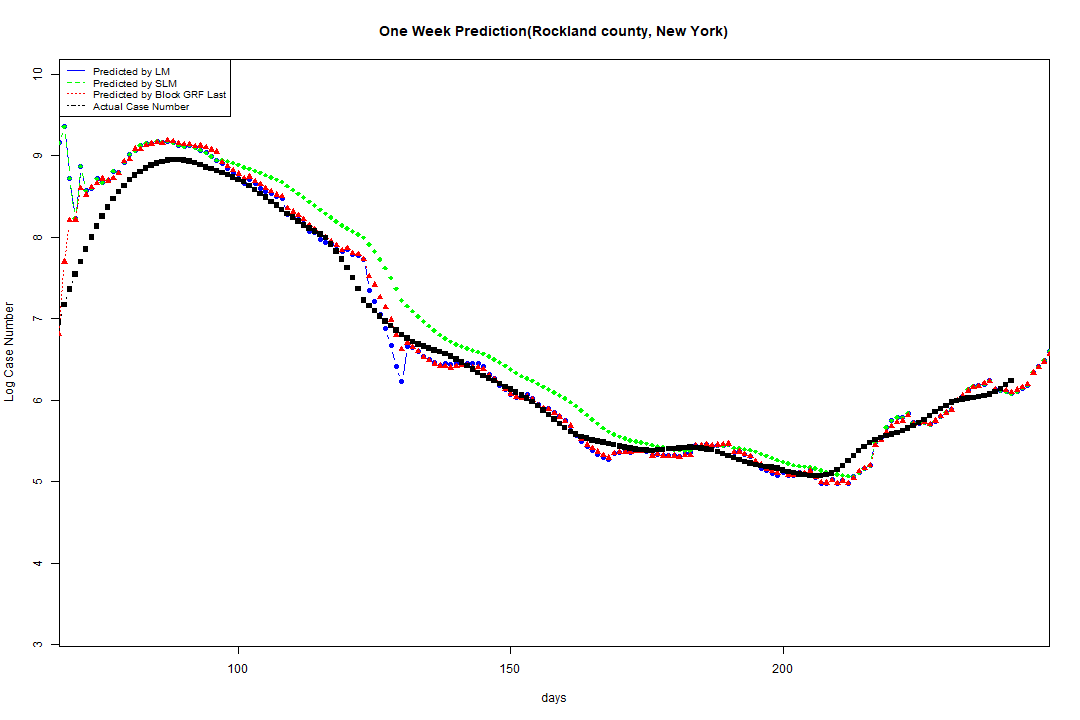 One Week Prediction(Rockland county, New York)
Predicted by LM
Predicted by SLM
Predicted by Block GRF Last
Actual Case Number
10
9
8
7
6
5
4
3
Log Case Number
100
150
200
days